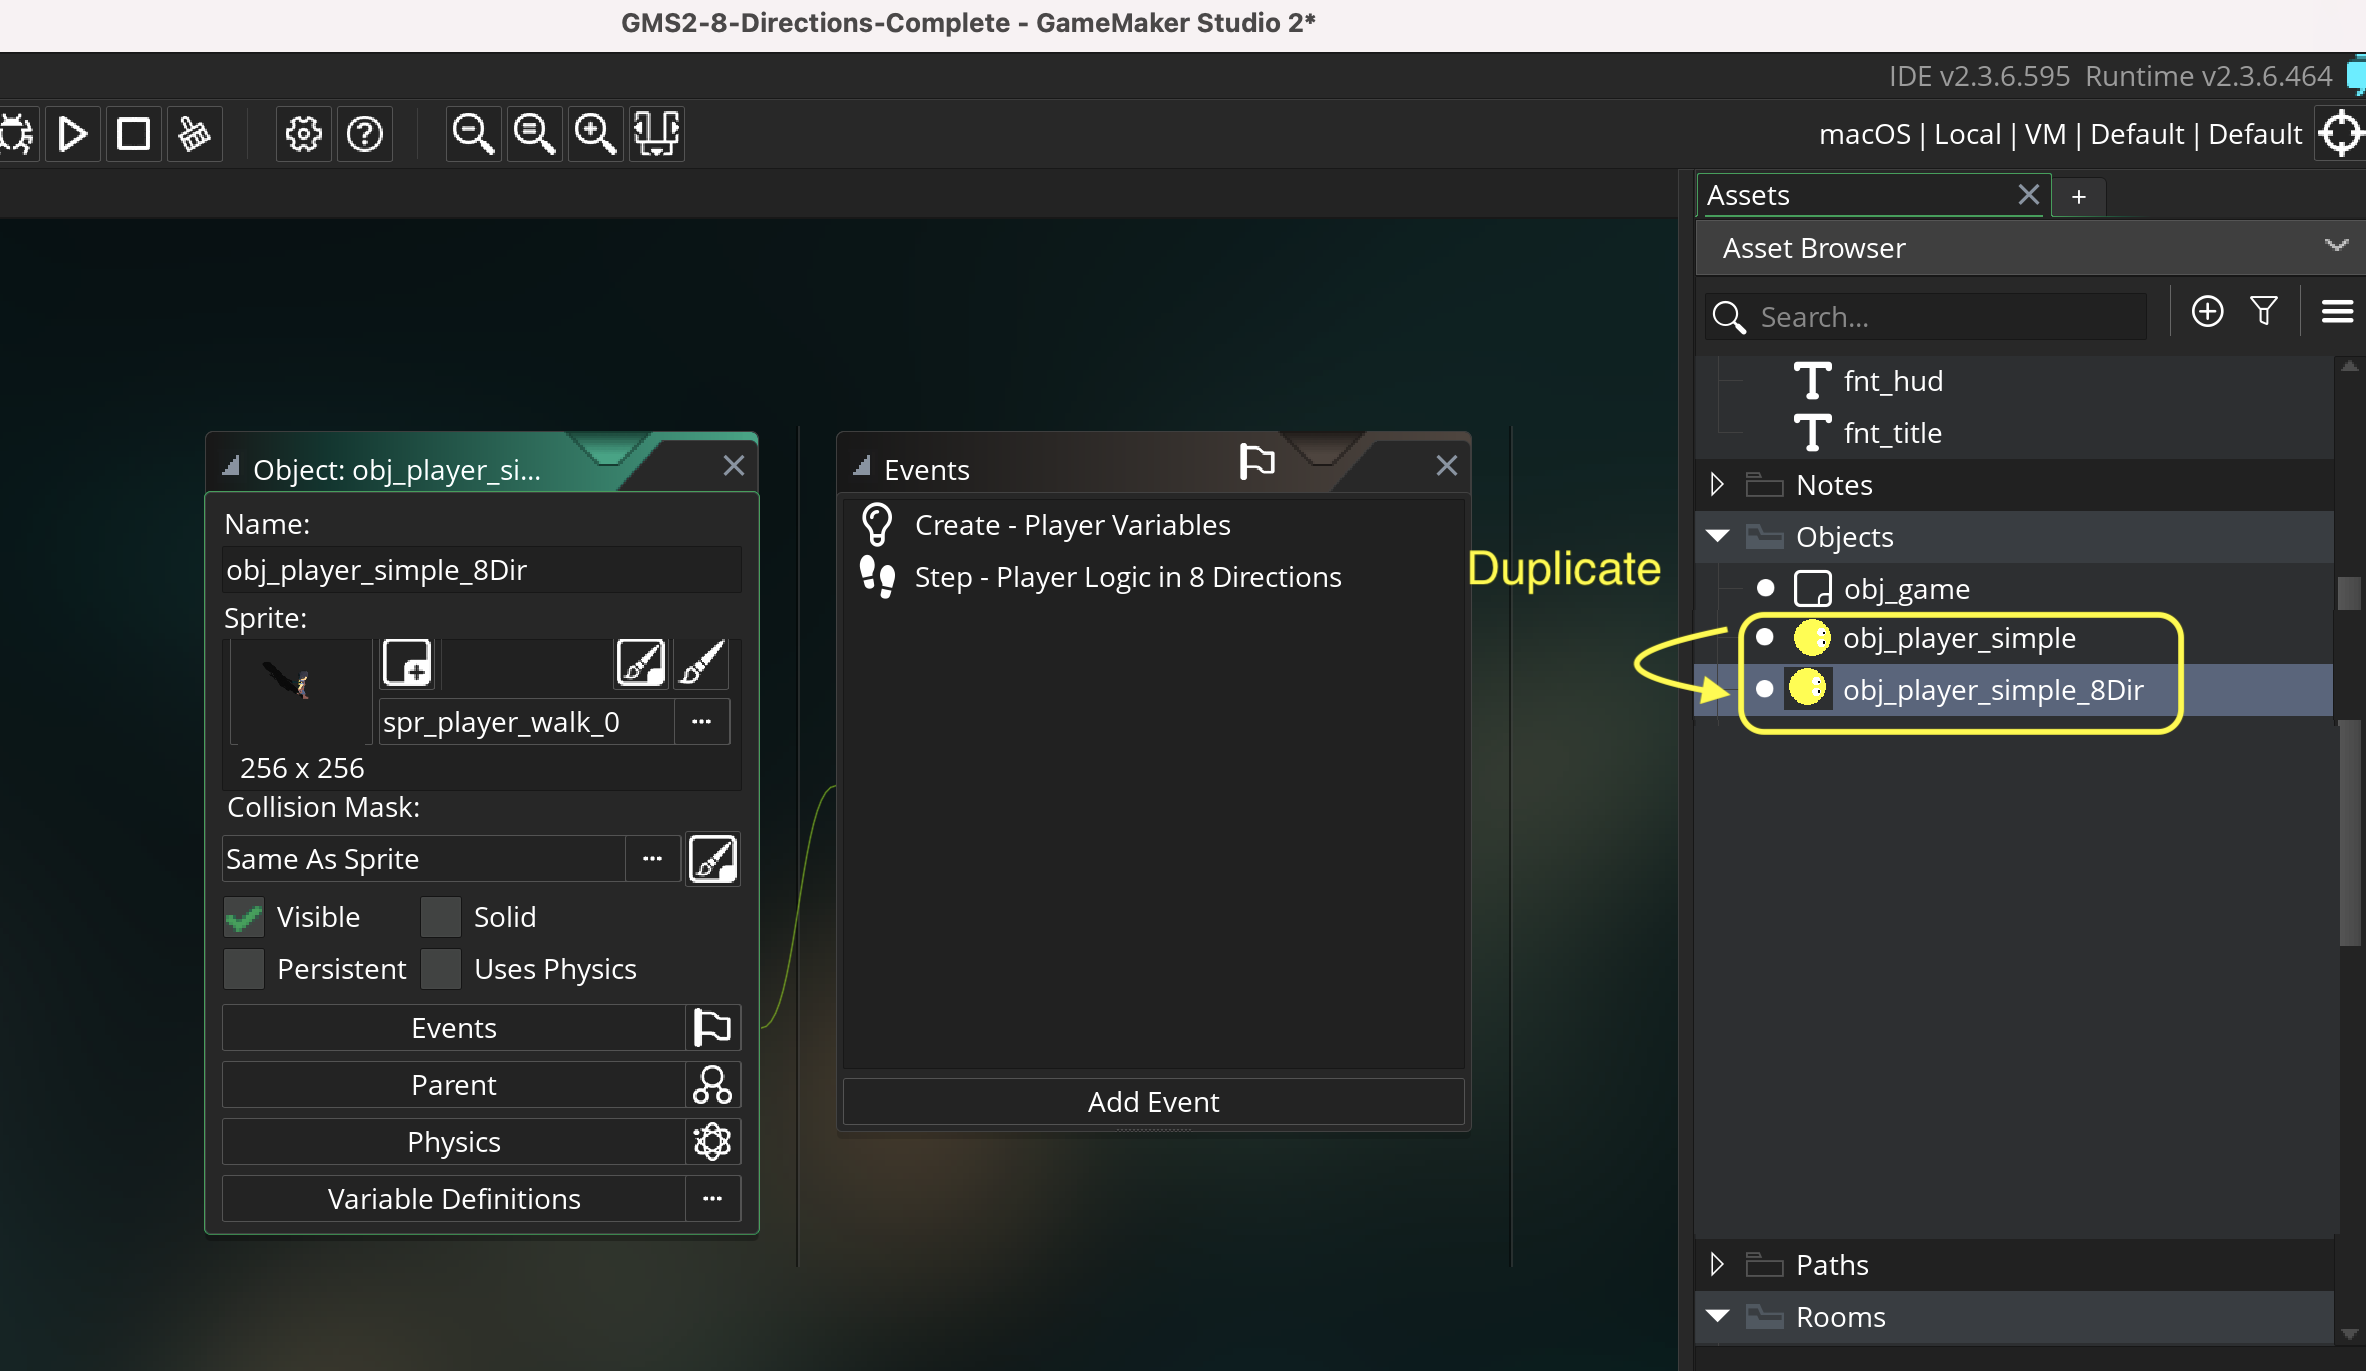 GMS2-8-Directions-Complete - GameMaker Studio 2*
IDE v2.3.6.595 Runtime v2.3.6.464
macOS | Local | VM | Default | Default
Assets
+
Asset Browser
Search...
fnt_hud
fnt_title
Notes
Objects
obj_game
obj_player_simple
obj_player_simple_8Dir
Paths
Rooms
Duplicate
Object: obj_player_si...
Name:
obj_player_simple_8Dir
Sprite:
spr_player_walk_0
...
256 x 256
Collision Mask:
Same As Sprite
...
Visible
Solid
Persistent
Uses Physics
Events
Parent
Physics
Variable Definitions
...
Events
Create - Player Variables
Step - Player Logic in 8 Directions
Add Event